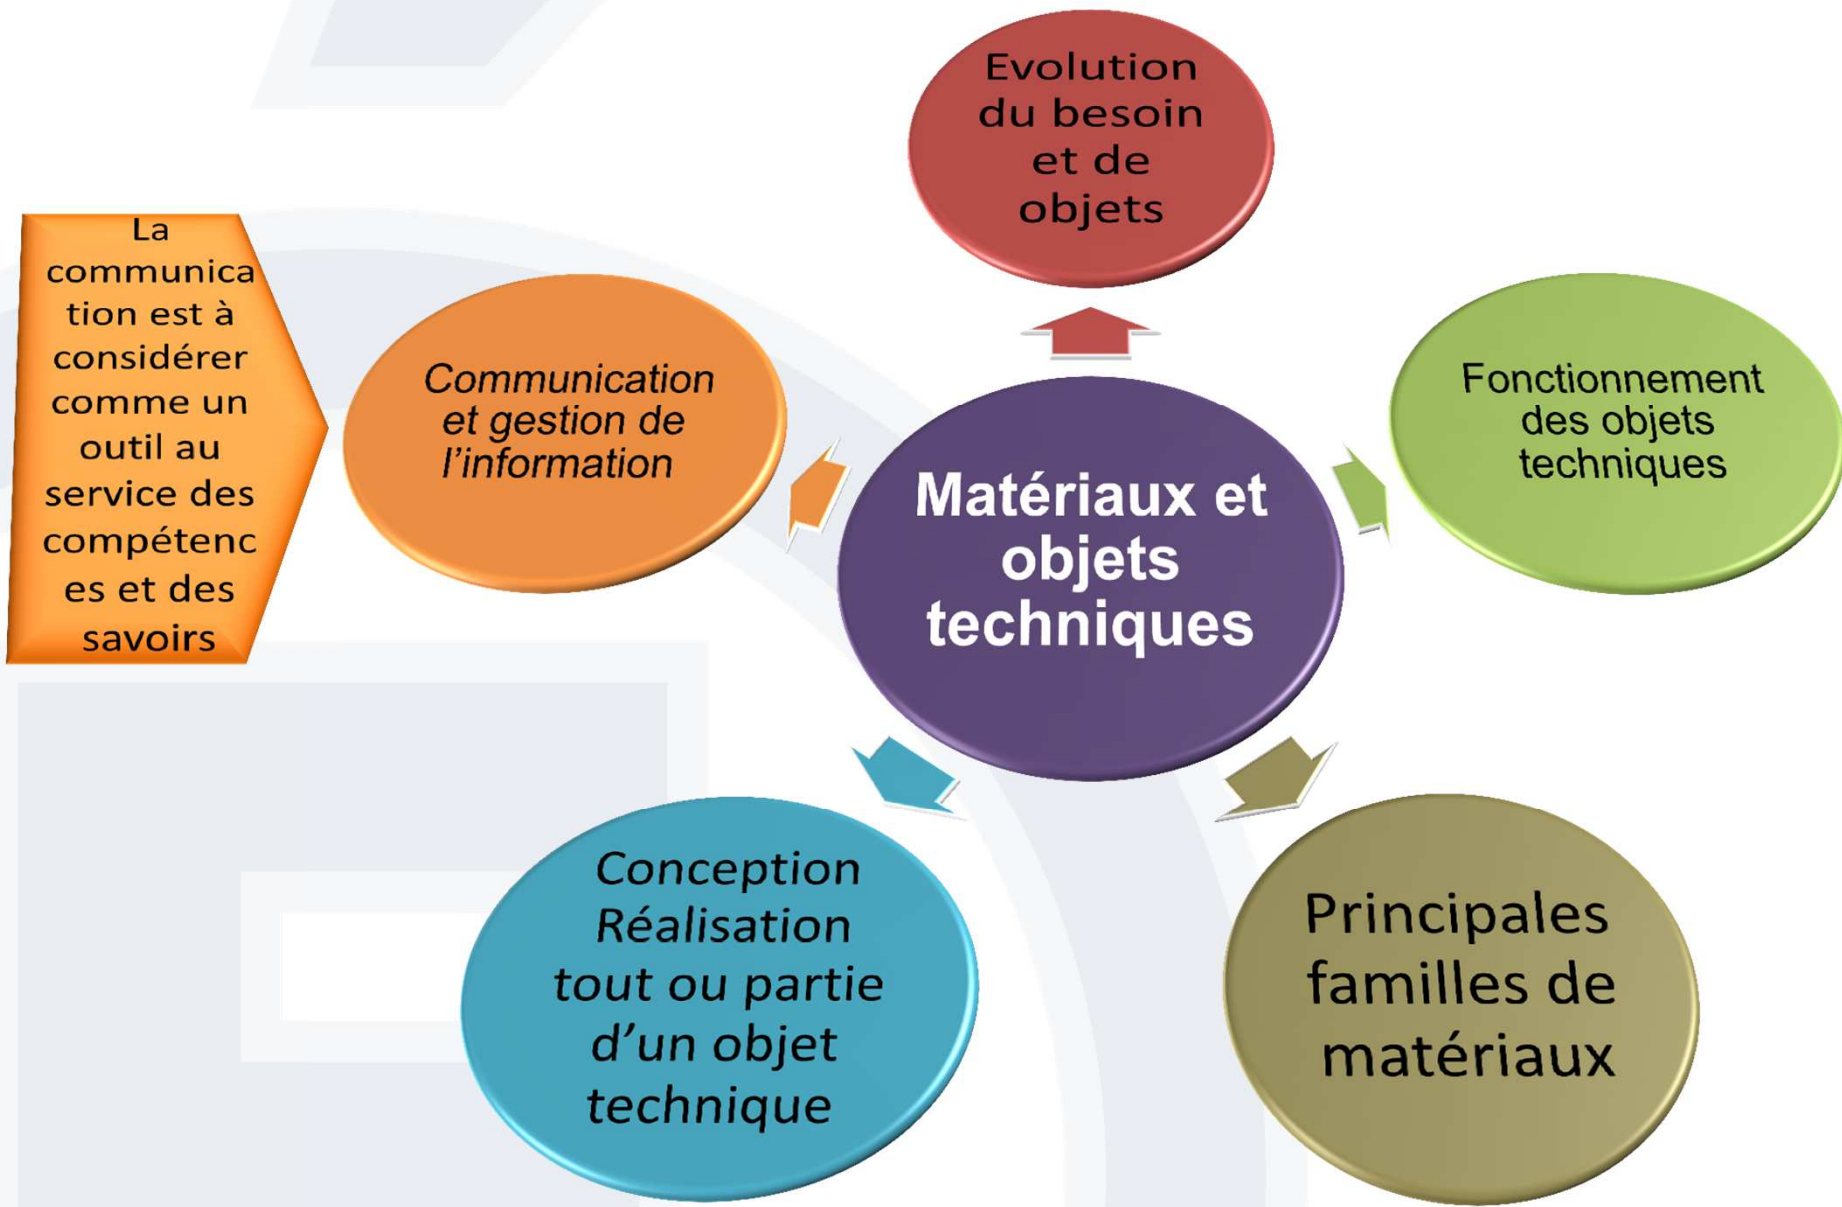 Evolution
du besoin
et de
objets
La
communica
tion est à
considérer
comme un
outil au
service des
compétenc
es et des
savoirs
Communication
et gestion de
l’information
Matériaux et
objets
techniques
Fonctionnement
des objets
techniques
Conception
Réalisation
tout ou partie
d’un objet
technique
Principales
familles de
matériaux